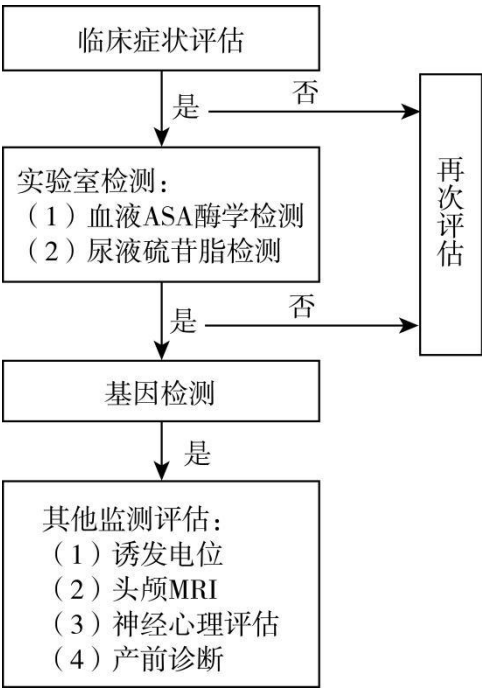 临床症状评估
是
否
实验室检测：
（1）血液ASA酶学检测
（2）尿液硫苷脂检测
再次评估
是
否
基因检测
是
其他监测评估：
（1）诱发电位
（2）头颅MRI
（3）神经心理评估
（4）产前诊断